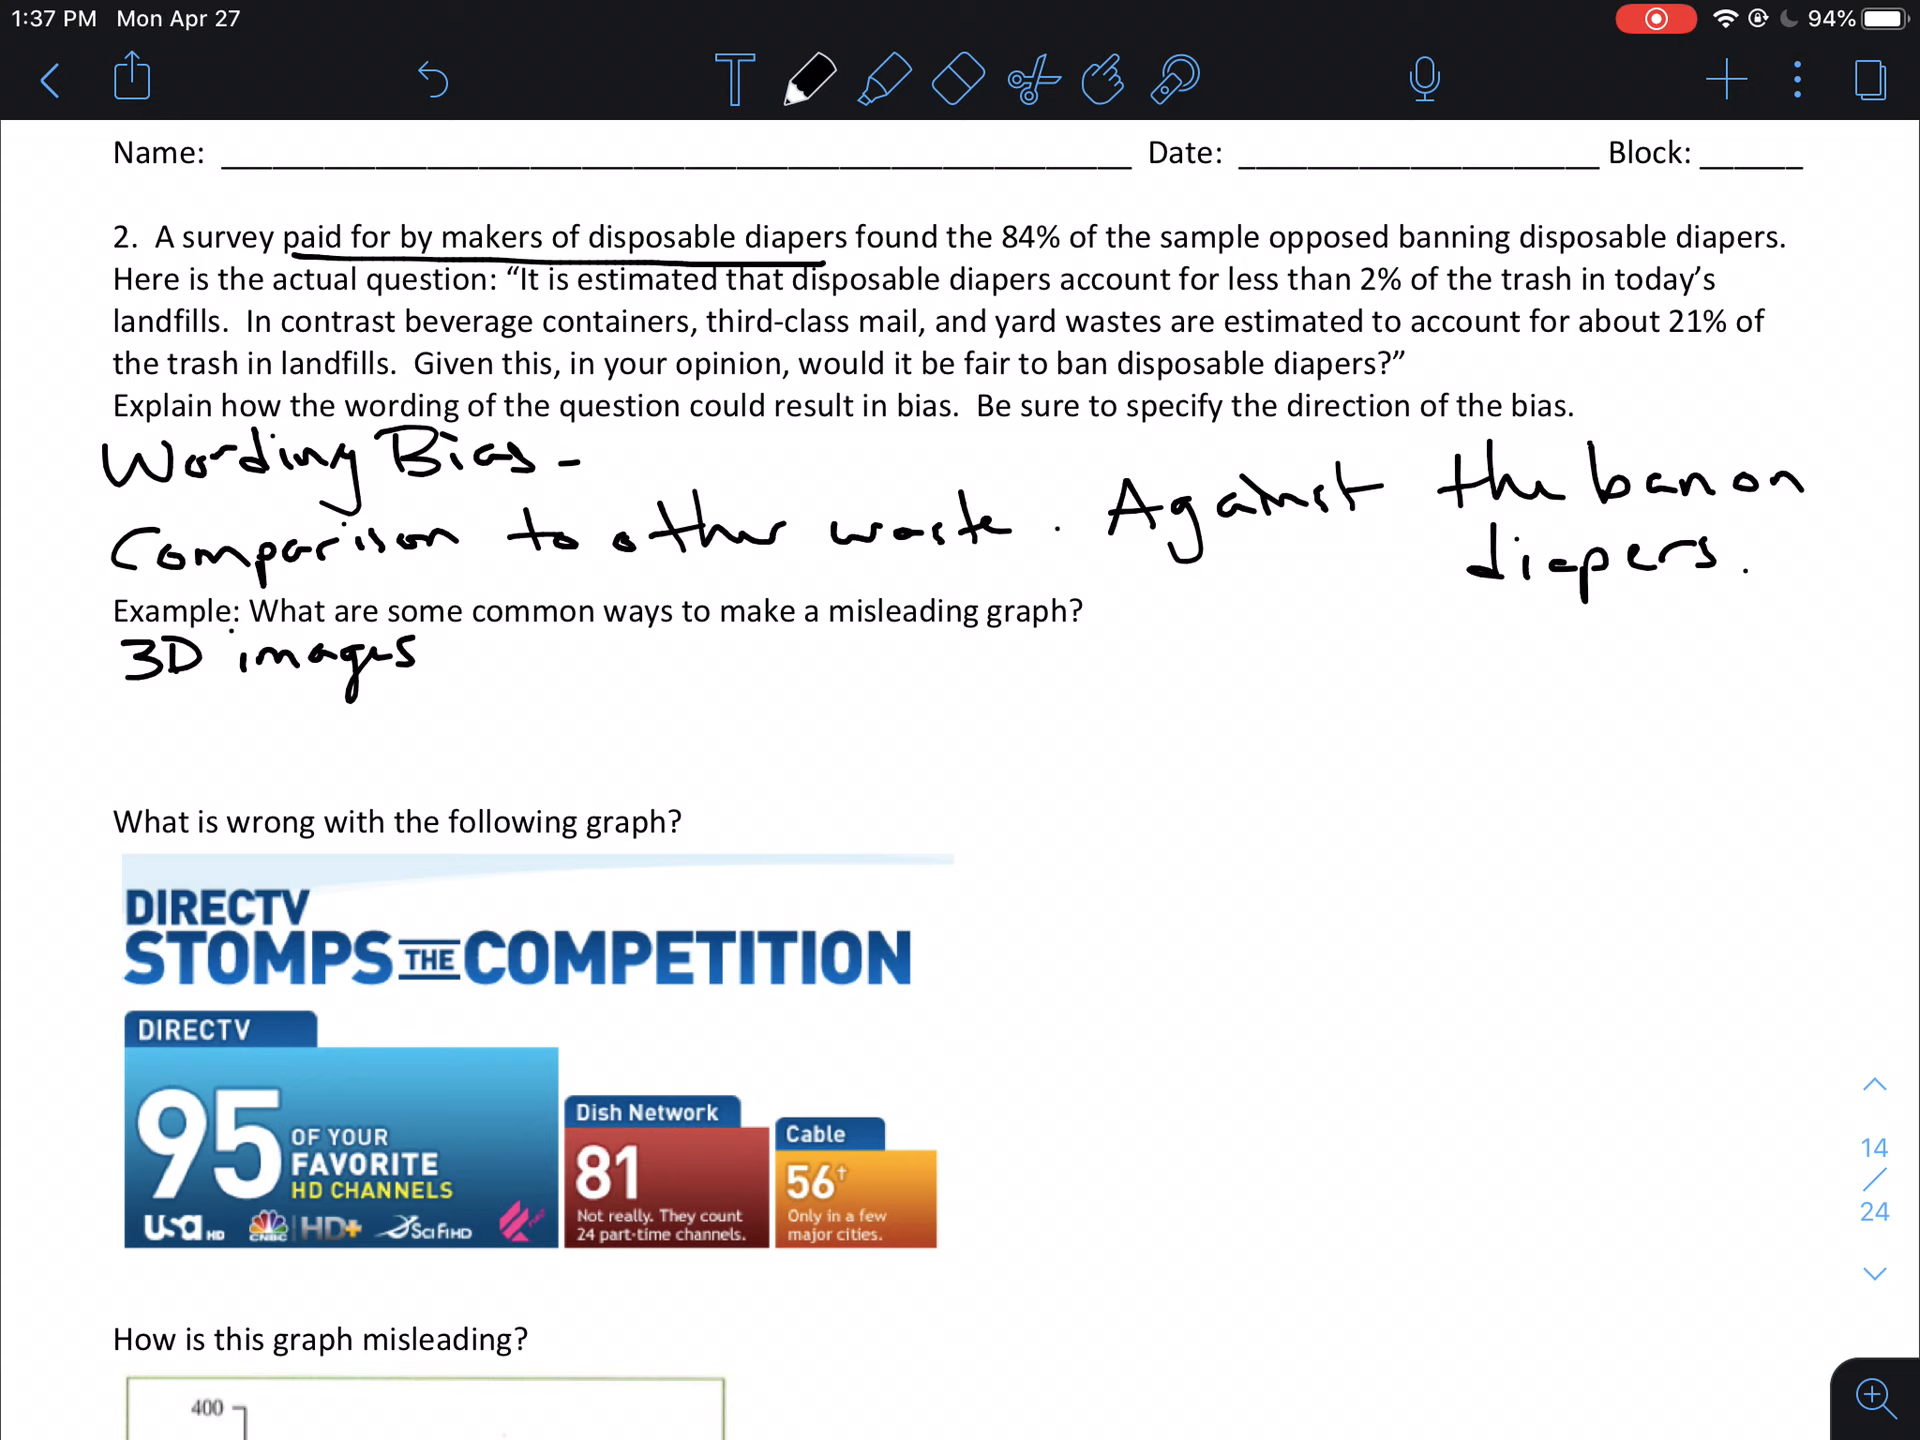 1:37 PM Mon Apr 27
94%
Name: Date: Block:
2. A survey paid for by makers of disposable diapers found the 84% of the sample opposed banning disposable diapers.
Here is the actual question: “It is estimated that disposable diapers account for less than 2% of the trash in today’s
landfills. In contrast beverage containers, third-class mail, and yard wastes are estimated to account for about 21% of
the trash in landfills. Given this, in your opinion, would it be fair to ban disposable diapers?”
Explain how the wording of the question could result in bias. Be sure to specify the direction of the bias.
Wording Bias -
Comparison to other waste. Against the ban on
diapers.
Example: What are some common ways to make a misleading graph?
3D images
What is wrong with the following graph?
DIRECTV
STOMPS THE COMPETITION
DIRECTV
95 OF YOUR
FAVORITE
HD CHANNELS
usa HD CNBC HD+ SCI FI HD
Dish Network
81
Not really. They count
24 part-time channels.
Cable
56†
Only in a few
major cities.
14
/
24
How is this graph misleading?
400